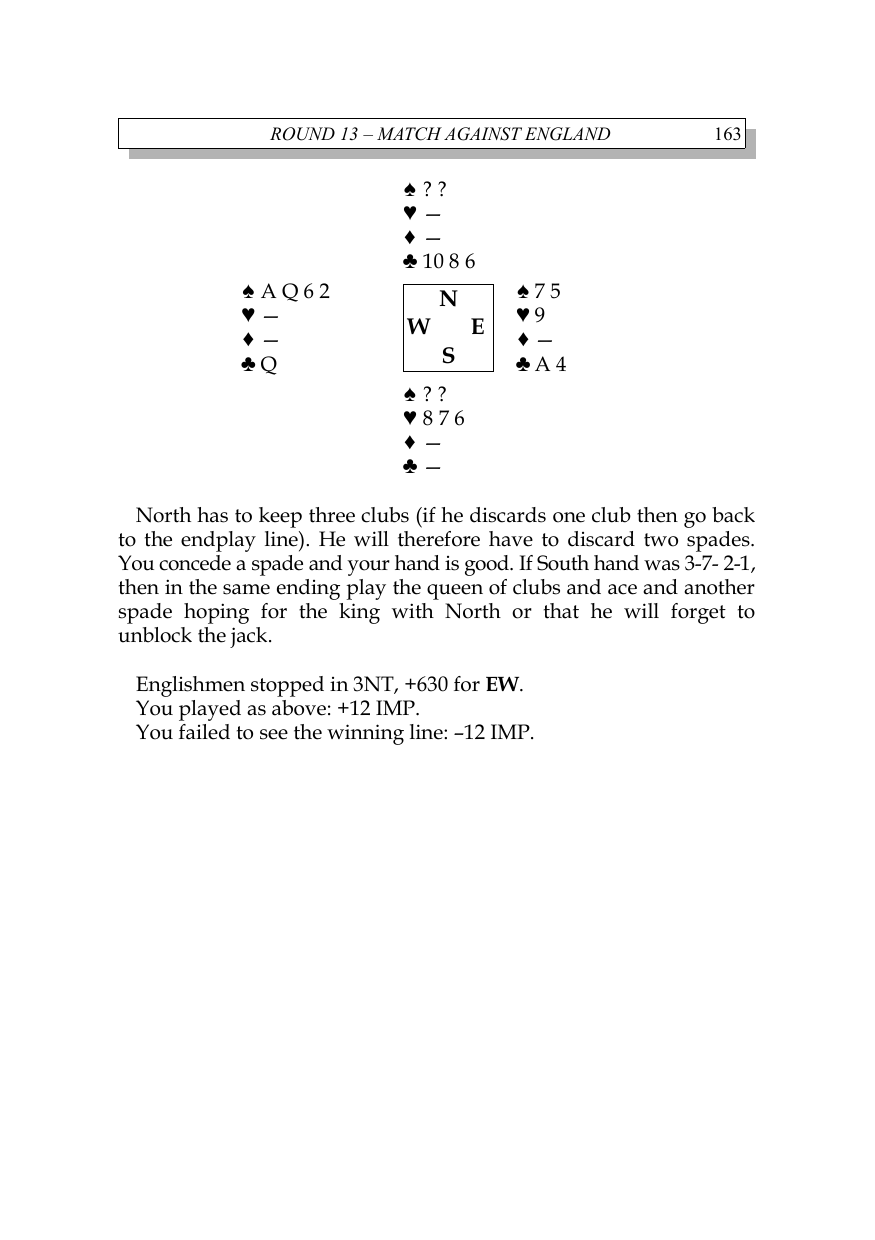 ROUND 13 – MATCH AGAINST ENGLAND 163
♠ ? ?
♥ —
♦ —
♣ 10 8 6
♠ A Q 6 2
♥ —
♦ —
♣ Q
N
W E
S
♠ 7 5
♥ 9
♦ —
♣ A 4
♠ ? ?
♥ 8 7 6
♦ —
♣ —
North has to keep three clubs (if he discards one club then go back
to the endplay line). He will therefore have to discard two spades.
You concede a spade and your hand is good. If South hand was 3-7- 2-1,
then in the same ending play the queen of clubs and ace and another
spade hoping for the king with North or that he will forget to
unblock the jack.
Englishmen stopped in 3NT, +630 for EW.
You played as above: +12 IMP.
You failed to see the winning line: –12 IMP.